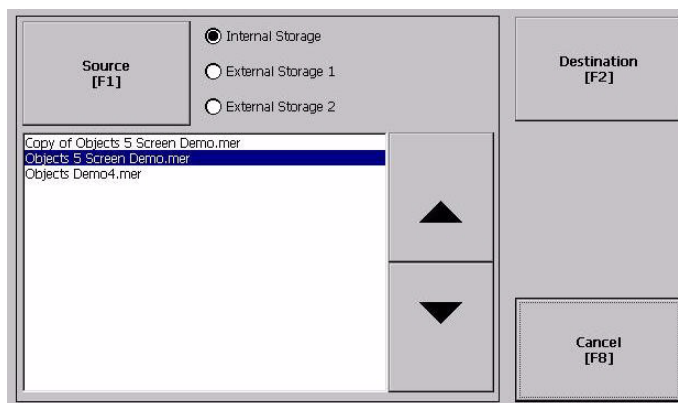 Source
[F1]
Internal Storage
External Storage 1
External Storage 2
Destination
[F2]
Copy of Objects 5 Screen Demo.mer
Objects 5 Screen Demo.mer
Objects Demo4.mer
Cancel
[F8]